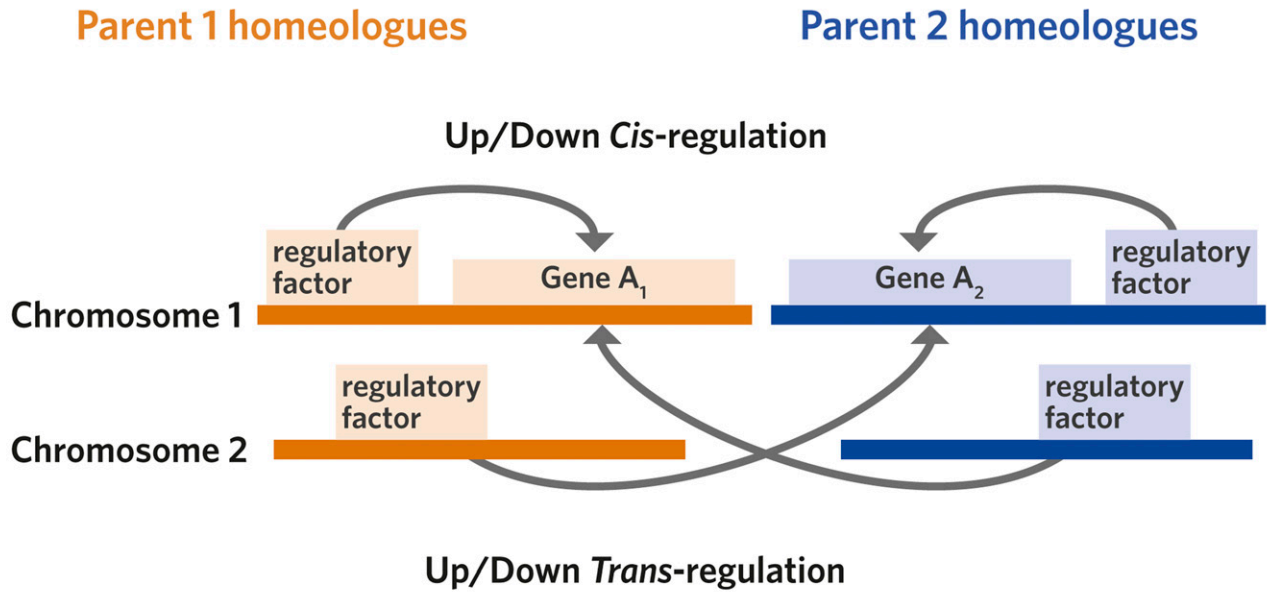 Parent 1 homeologues
Parent 2 homeologues
Up/Down Cis-regulation
regulatory
factor
Gene A₁
Gene A₂
regulatory
factor
Chromosome 1
regulatory
factor
regulatory
factor
Chromosome 2
Up/Down Trans-regulation